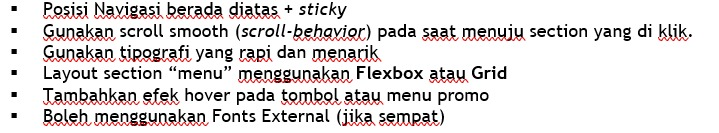 ▪ Posisi Navigasi berada diatas + sticky
▪ Gunakan scroll smooth (scroll-behavior) pada saat menuju section yang di klik.
▪ Gunakan tipografi yang rapi dan menarik
▪ Layout section “menu” menggunakan Flexbox atau Grid
▪ Tambahkan efek hover pada tombol atau menu promo
▪ Boleh menggunakan Fonts External (jika sempat)